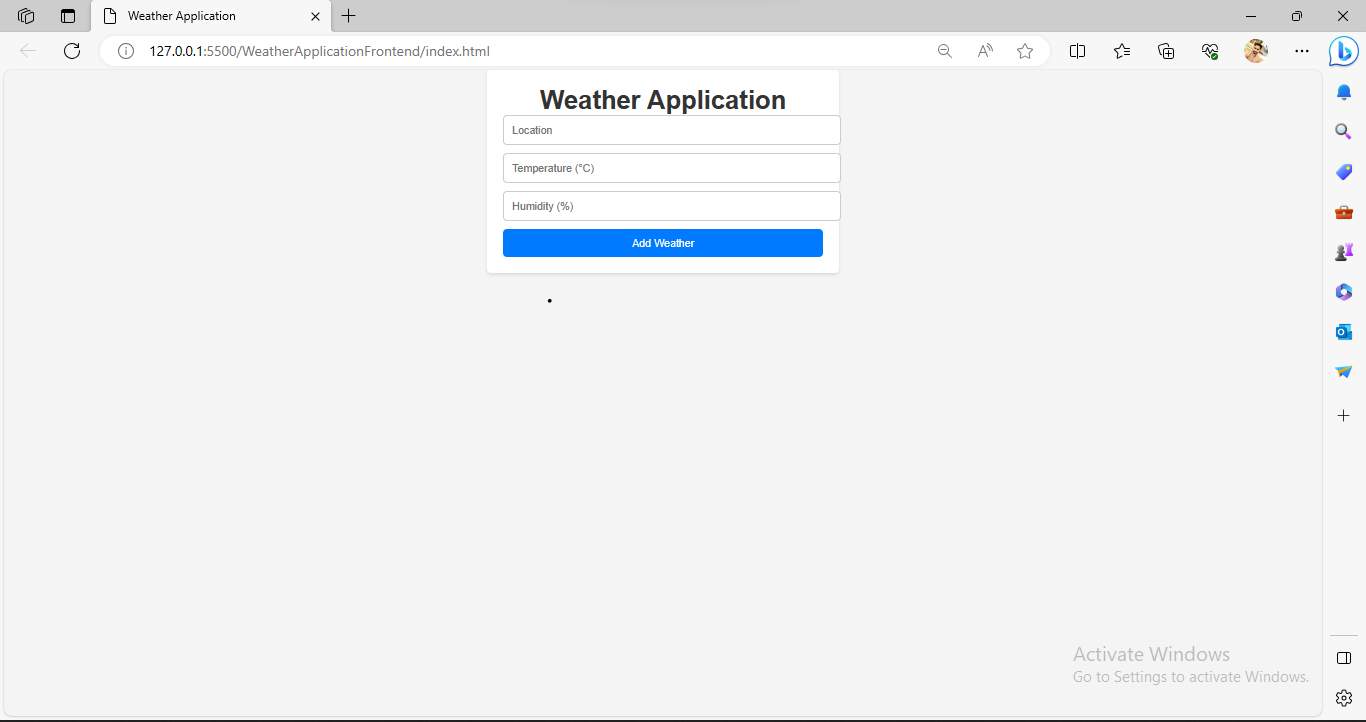 Weather Application
127.0.0.1:5500/WeatherApplicationFrontend/index.html
Weather Application
Location
Temperature (°C)
Humidity (%)
Add Weather
Activate Windows
Go to Settings to activate Windows.